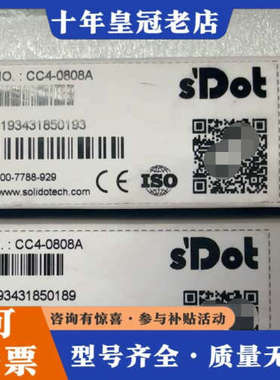 十年皇冠老店
NO. : CC4-0808A
s'Dot
193431850193
00-7788-929
www.solidotech.com
CE
ISO
. : CC4-0808A
s'Dot
93431850189
咨询有惊喜·参与补贴活动
票
型号齐全·质量无忧